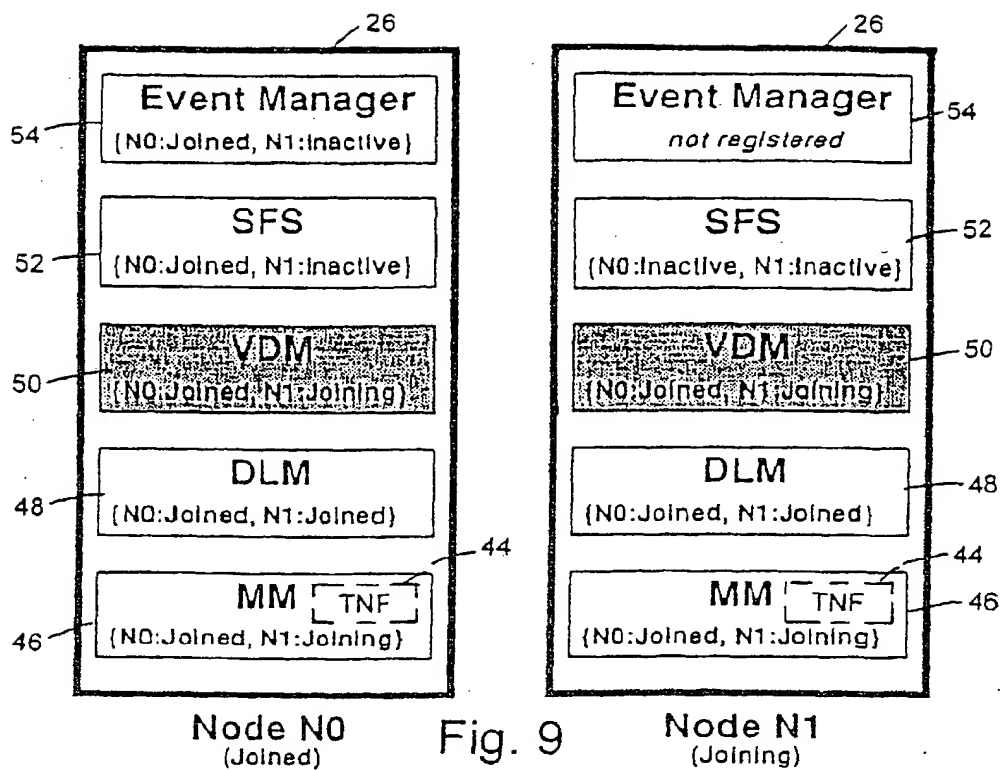 26
26
Event Manager
{N0:Joined, N1:Inactive}
54
Event Manager
not registered
54
SFS
{N0:Joined, N1:Inactive}
52
SFS
{N0:Inactive, N1:Inactive}
52
VDM
{N0:Joined, N1:Joining}
50
VDM
{N0:Joined, N1:Joining}
50
DLM
{N0:Joined, N1:Joined}
48
DLM
{N0:Joined, N1:Joined}
48
44
MM
TNF
{N0:Joined, N1:Joining}
46
44
MM
TNF
{N0:Joined, N1:Joining}
46
Node N0
(Joined)
Fig. 9
Node N1
(Joining)